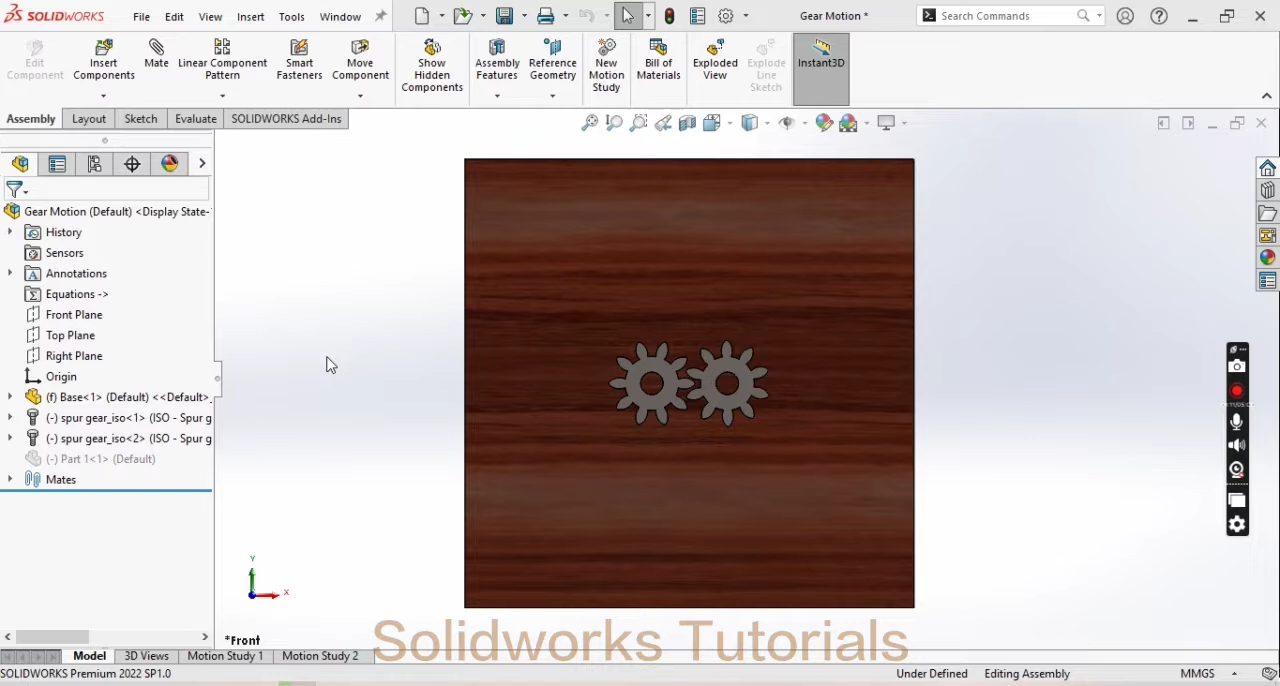 SOLIDWORKS
File Edit View Insert Tools Window
Gear Motion *
Search Commands
Edit Component
Insert Components
Mate
Linear Component Pattern
Smart Fasteners
Move Component
Show Hidden Components
Assembly Features
Reference Geometry
New Motion Study
Bill of Materials
Exploded View
Explode Line Sketch
Instant3D
Assembly Layout Sketch Evaluate SOLIDWORKS Add-Ins
Gear Motion (Default) <Display State-
History
Sensors
Annotations
Equations ->
Front Plane
Top Plane
Right Plane
Origin
(f) Base<1> (Default) <<Default>
(-) spur gear_iso<1> (ISO - Spur g
(-) spur gear_iso<2> (ISO - Spur g
(-) Part 1<1> (Default)
Mates
Y
X
*Front
Solidworks Tutorials
Model 3D Views Motion Study 1 Motion Study 2
SOLIDWORKS Premium 2022 SP1.0
Under Defined Editing Assembly MMGS